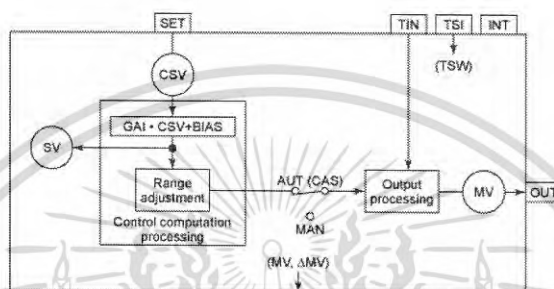 SET
TIN
TSI
INT
(TSW)
CSV
GAI • CSV+BIAS
SV
Range
adjustment
AUT (CAS)
Output
processing
MV
OUT
Control computation
processing
MAN
(MV, ΔMV)